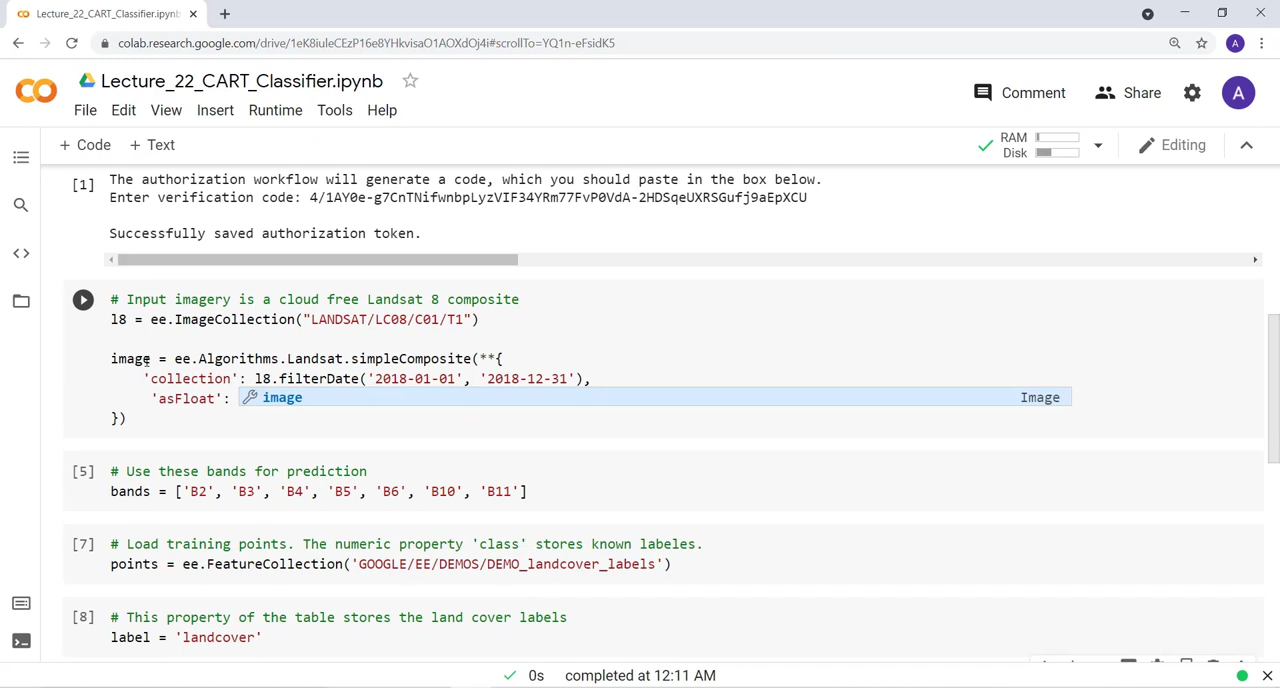 Lecture_22_CART_Classifier.ipynb
colab.research.google.com/drive/1eK8iuleCEzP16e8YHkvisaO1AOXdOj4i#scrollTo=YQ1n-eFsidK5
A
Lecture_22_CART_Classifier.ipynb
Comment
Share
A
File Edit View Insert Runtime Tools Help
+ Code + Text
RAM
Disk
Editing
[1]
The authorization workflow will generate a code, which you should paste in the box below.
Enter verification code: 4/1AY0e-g7CnTNifwnbpLyzVIF34YRm77FvP0VdA-2HDSqeUXRSGufj9aEpXCU
Successfully saved authorization token.
# Input imagery is a cloud free Landsat 8 composite
l8 = ee.ImageCollection("LANDSAT/LC08/C01/T1")
image = ee.Algorithms.Landsat.simpleComposite(**{
'collection': l8.filterDate('2018-01-01', '2018-12-31'),
'asFloat':
image Image
})
[5] # Use these bands for prediction
bands = ['B2', 'B3', 'B4', 'B5', 'B6', 'B10', 'B11']
[7] # Load training points. The numeric property 'class' stores known labeles.
points = ee.FeatureCollection('GOOGLE/EE/DEMOS/DEMO_landcover_labels')
[8] # This property of the table stores the land cover labels
label = 'landcover'
0s completed at 12:11 AM